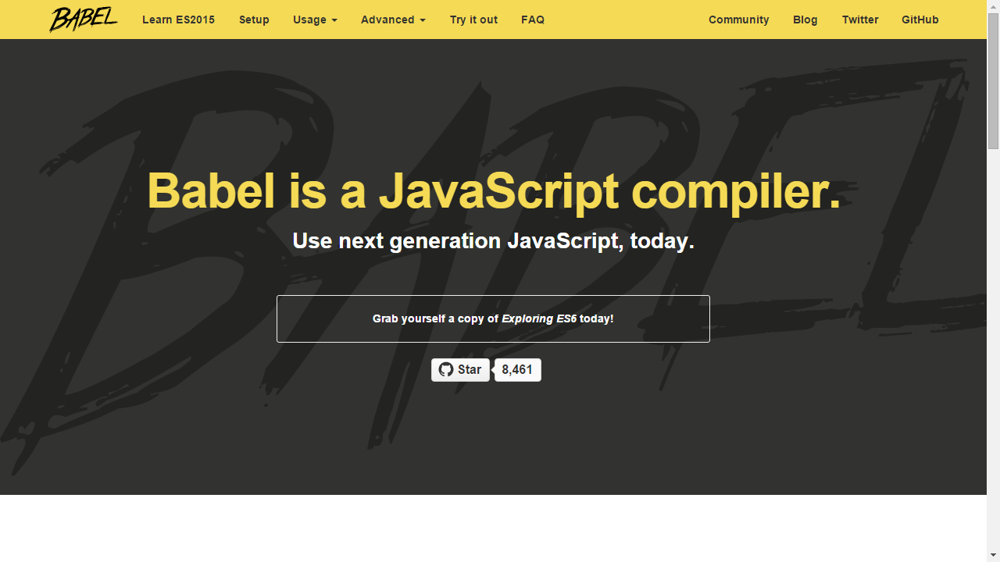 BABEL Learn ES2015 Setup Usage Advanced Try it out FAQ Community Blog Twitter GitHub
BABEL
Babel is a JavaScript compiler.
Use next generation JavaScript, today.
Grab yourself a copy of Exploring ES6 today!
Star 8,461